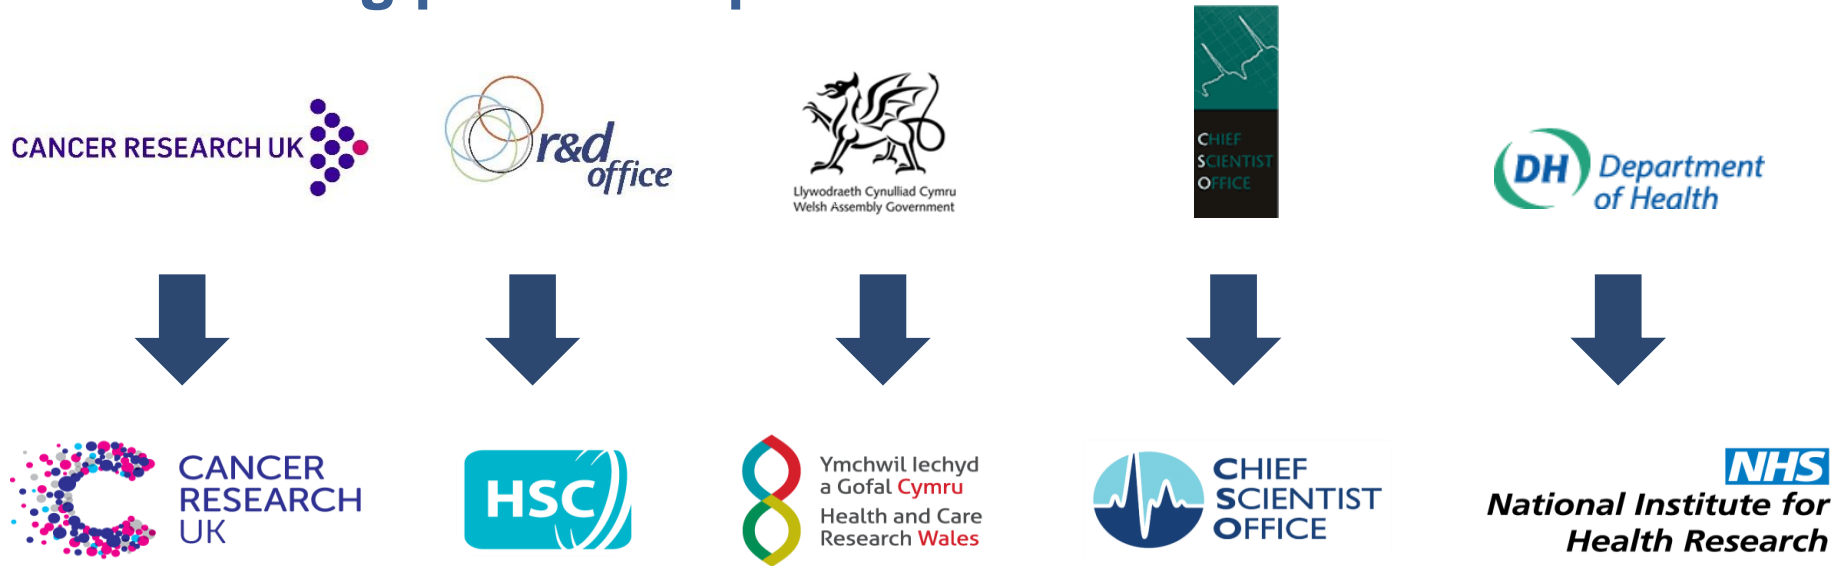 CANCER RESEARCH UK
r&d
office
Llywodraeth Cynulliad Cymru
Welsh Assembly Government
CHIEF
SCIENTIST
OFFICE
DH Department
of Health
CANCER
RESEARCH
UK
HSC
Ymchwil Iechyd
a Gofal Cymru
Health and Care
Research Wales
CHIEF
SCIENTIST
OFFICE
NHS
National Institute for
Health Research